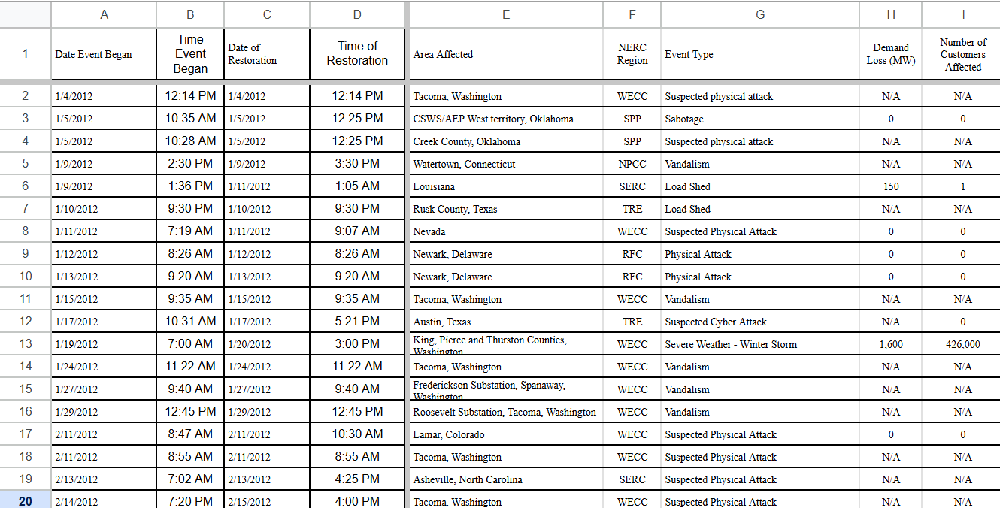 A B C D E F G H I
1 Date Event Began Time Event Began Date of Restoration Time of Restoration Area Affected NERC Region Event Type Demand Loss (MW) Number of Customers Affected
2 1/4/2012 12:14 PM 1/4/2012 12:14 PM Tacoma, Washington WECC Suspected physical attack N/A N/A
3 1/5/2012 10:35 AM 1/5/2012 12:25 PM CSWS/AEP West territory, Oklahoma SPP Sabotage 0 0
4 1/5/2012 10:28 AM 1/5/2012 12:25 PM Creek County, Oklahoma SPP Suspected physical attack N/A N/A
5 1/9/2012 2:30 PM 1/9/2012 3:30 PM Watertown, Connecticut NPCC Vandalism N/A N/A
6 1/9/2012 1:36 PM 1/11/2012 1:05 AM Louisiana SERC Load Shed 150 1
7 1/10/2012 9:30 PM 1/10/2012 9:30 PM Rusk County, Texas TRE Load Shed N/A N/A
8 1/11/2012 7:19 AM 1/11/2012 9:07 AM Nevada WECC Suspected Physical Attack 0 0
9 1/12/2012 8:26 AM 1/12/2012 8:26 AM Newark, Delaware RFC Physical Attack 0 0
10 1/13/2012 9:20 AM 1/13/2012 9:20 AM Newark, Delaware RFC Physical Attack 0 0
11 1/15/2012 9:35 AM 1/15/2012 9:35 AM Tacoma, Washington WECC Vandalism N/A N/A
12 1/17/2012 10:31 AM 1/17/2012 5:21 PM Austin, Texas TRE Suspected Cyber Attack N/A 0
13 1/19/2012 7:00 AM 1/20/2012 3:00 PM King, Pierce and Thurston Counties, Washington WECC Severe Weather - Winter Storm 1,600 426,000
14 1/24/2012 11:22 AM 1/24/2012 11:22 AM Tacoma, Washington WECC Vandalism N/A N/A
15 1/27/2012 9:40 AM 1/27/2012 9:40 AM Frederickson Substation, Spanaway, Washington WECC Vandalism N/A N/A
16 1/29/2012 12:45 PM 1/29/2012 12:45 PM Roosevelt Substation, Tacoma, Washington WECC Vandalism N/A N/A
17 2/11/2012 8:47 AM 2/11/2012 10:30 AM Lamar, Colorado WECC Suspected Physical Attack 0 0
18 2/11/2012 8:55 AM 2/11/2012 8:55 AM Tacoma, Washington WECC Suspected Physical Attack N/A N/A
19 2/13/2012 7:02 AM 2/13/2012 4:25 PM Asheville, North Carolina SERC Suspected Physical Attack N/A N/A
20 2/14/2012 7:20 PM 2/15/2012 4:00 PM Tacoma, Washington WECC Suspected Physical Attack N/A N/A